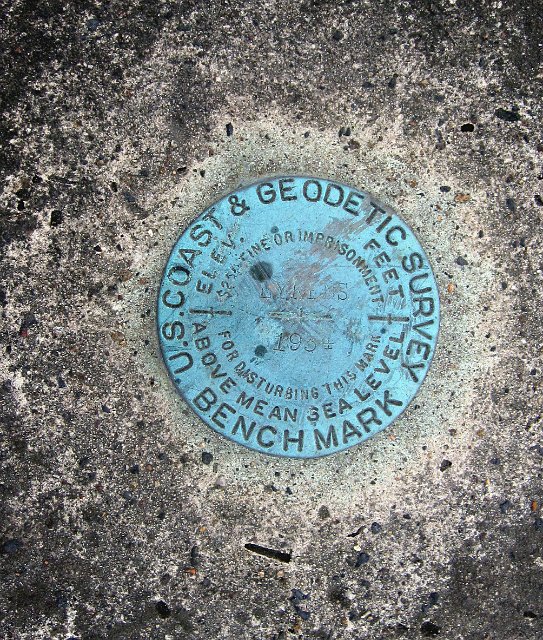 U.S. COAST & GEODETIC SURVEY
BENCH MARK
ELEV. FEET
ABOVE MEAN SEA LEVEL
$250 FINE OR IMPRISONMENT
FOR DISTURBING THIS MARK.
1934